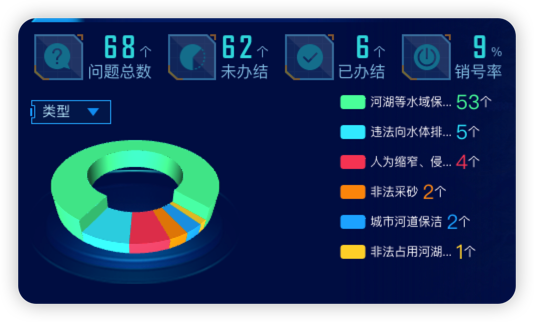 68个
问题总数
62个
未办结
6个
已办结
9%
销号率
类型
河湖等水域保... 53个
违法向水体排... 5个
人为缩窄、侵... 4个
非法采砂 2个
城市河道保洁 2个
非法占用河湖... 1个